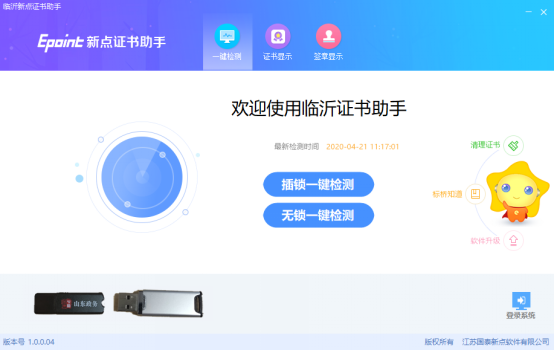 临沂新点证书助手
Epoint 新点证书助手
一键检测 证书显示 签章显示
欢迎使用临沂证书助手
最新检测时间 2020-04-21 11:17:01
插锁一键检测
无锁一键检测
清理证书
标桥知道
软件升级
山东政务
登录系统
版本号 1.0.0.04
版权所有 江苏国泰新点软件有限公司